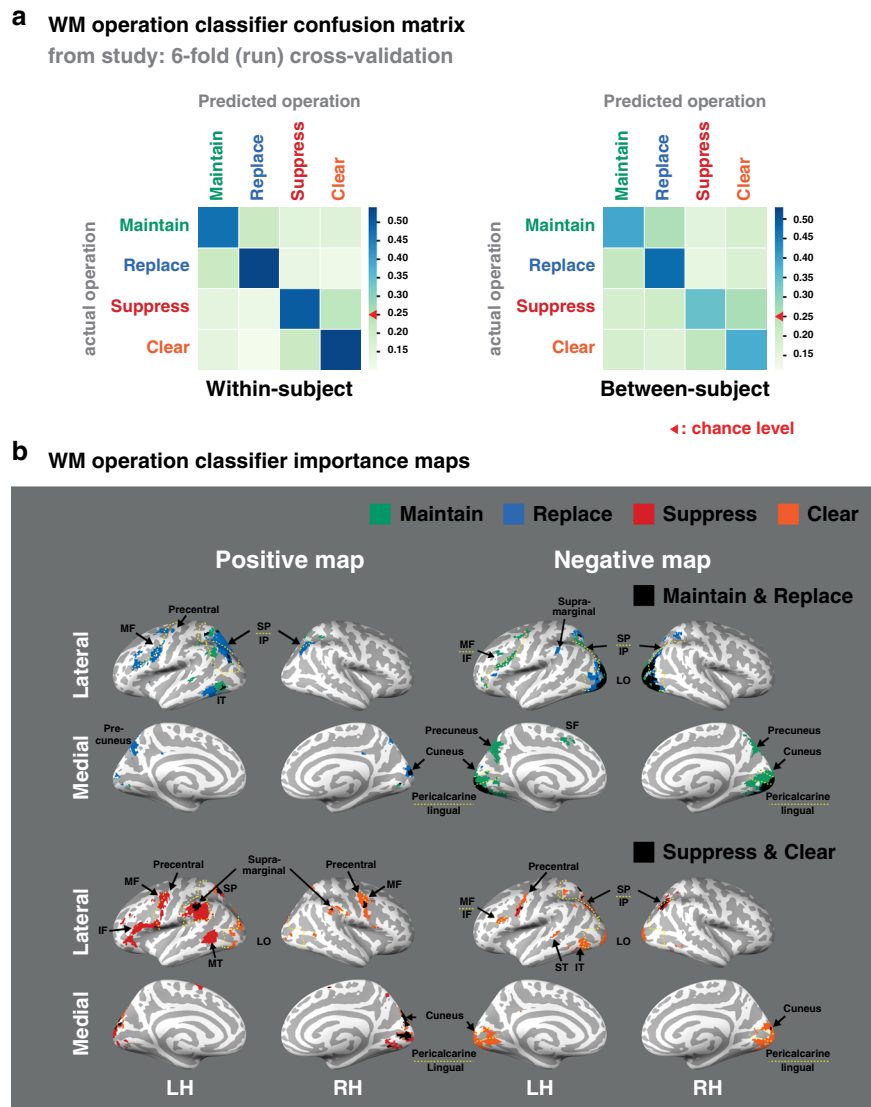 a WM operation classifier confusion matrix
from study: 6-fold (run) cross-validation
Predicted operation
Maintain
Replace
Suppress
Clear
actual operation
Maintain
Replace
Suppress
Clear
0.50
0.45
0.40
0.35
0.30
0.25
0.20
0.15
Within-subject
Predicted operation
Maintain
Replace
Suppress
Clear
actual operation
Maintain
Replace
Suppress
Clear
0.50
0.45
0.40
0.35
0.30
0.25
0.20
0.15
Between-subject
: chance level
b WM operation classifier importance maps
Maintain Replace Suppress Clear
Positive map Negative map
Maintain & Replace
Lateral
Precentral
MF
SP
IP
IT
Supra-
marginal
MF
IF
SP
IP
LO
Medial
Pre-
cuneus
Cuneus
Pericalcarine
lingual
Precuneus
SF
Precuneus
Cuneus
Pericalcarine
lingual
Suppress & Clear
Lateral
Precentral
MF
Supra-
marginal
SP
IF
MT
LO
Precentral
MF
Precentral
MF
IF
SP
IP
ST
IT
LO
Medial
Cuneus
Pericalcarine
Lingual
Cuneus
Pericalcarine
lingual
LH RH LH RH